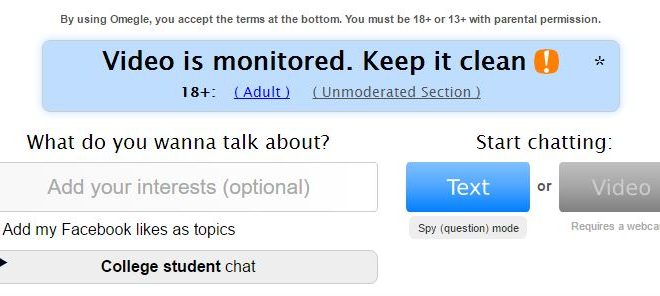 By using Omegle, you accept the terms at the bottom. You must be 18+ or 13+ with parental permission.
Video is monitored. Keep it clean ! *
18+: ( Adult ) ( Unmoderated Section )
What do you wanna talk about?
Start chatting:
Add your interests (optional)
Text or Video
Add my Facebook likes as topics
Spy (question) mode
Requires a webca
College student chat